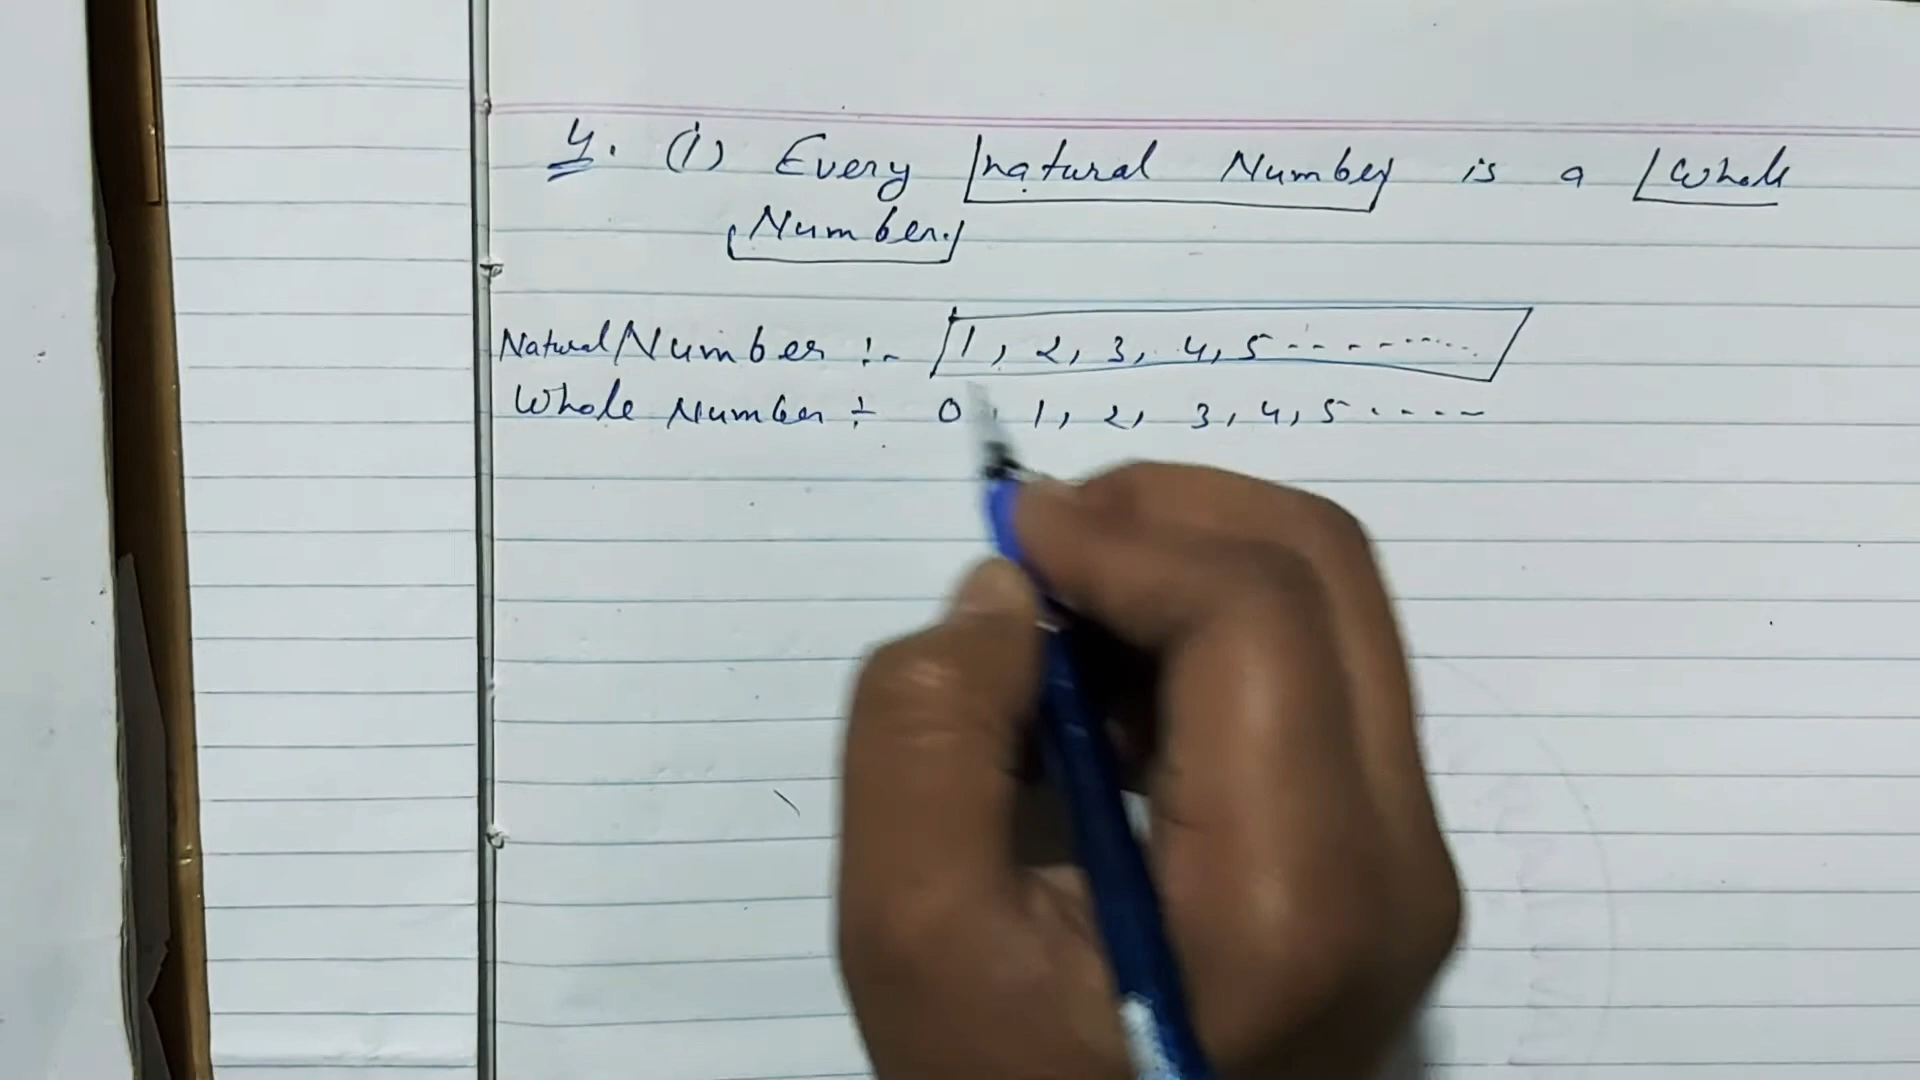 4. (i) Every natural Number is a Whole
Number.
Natural Number :- 1, 2, 3, 4, 5 - - - - - - - - -
Whole Number ÷ 0, 1, 2, 3, 4, 5 - - - -